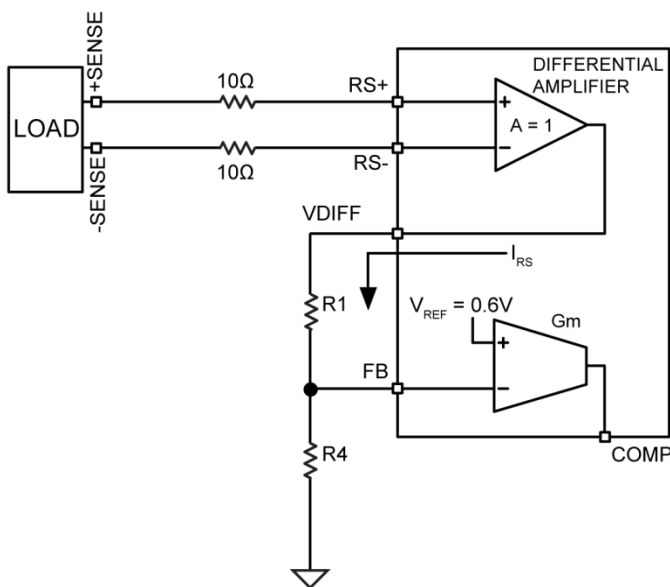 +SENSE
LOAD
-SENSE
10Ω
10Ω
RS+
RS-
DIFFERENTIAL
AMPLIFIER
+
A = 1
−
VDIFF
I_RS
R1
V_REF = 0.6V
Gm
+
−
FB
R4
COMP